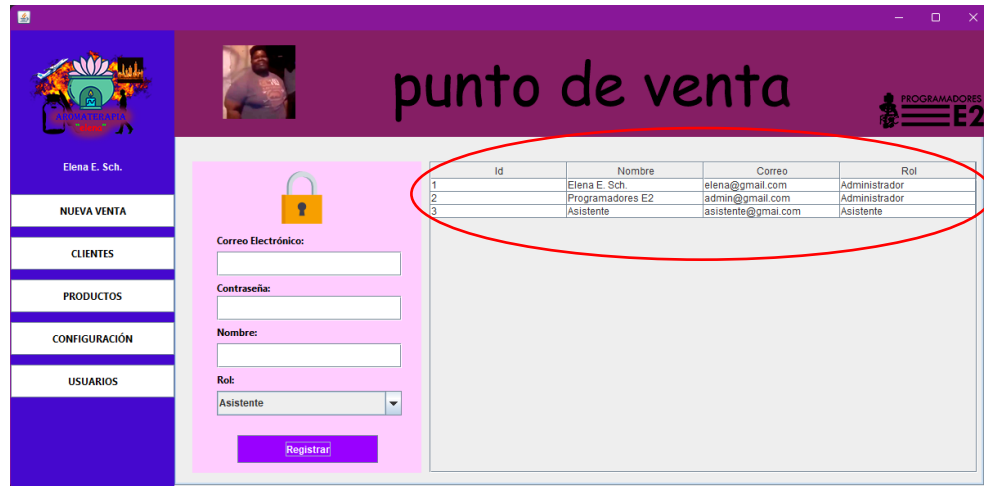 punto de venta
PROGRAMADORES
E2
AROMATERAPIA
Elena E. Sch.
NUEVA VENTA
CLIENTES
PRODUCTOS
CONFIGURACIÓN
USUARIOS
Correo Electrónico:
Contraseña:
Nombre:
Rol:
Asistente
Registrar
Id Nombre Correo Rol
1 Elena E. Sch. elena@gmail.com Administrador
2 Programadores E2 admin@gmail.com Administrador
3 Asistente asistente@gmai.com Asistente